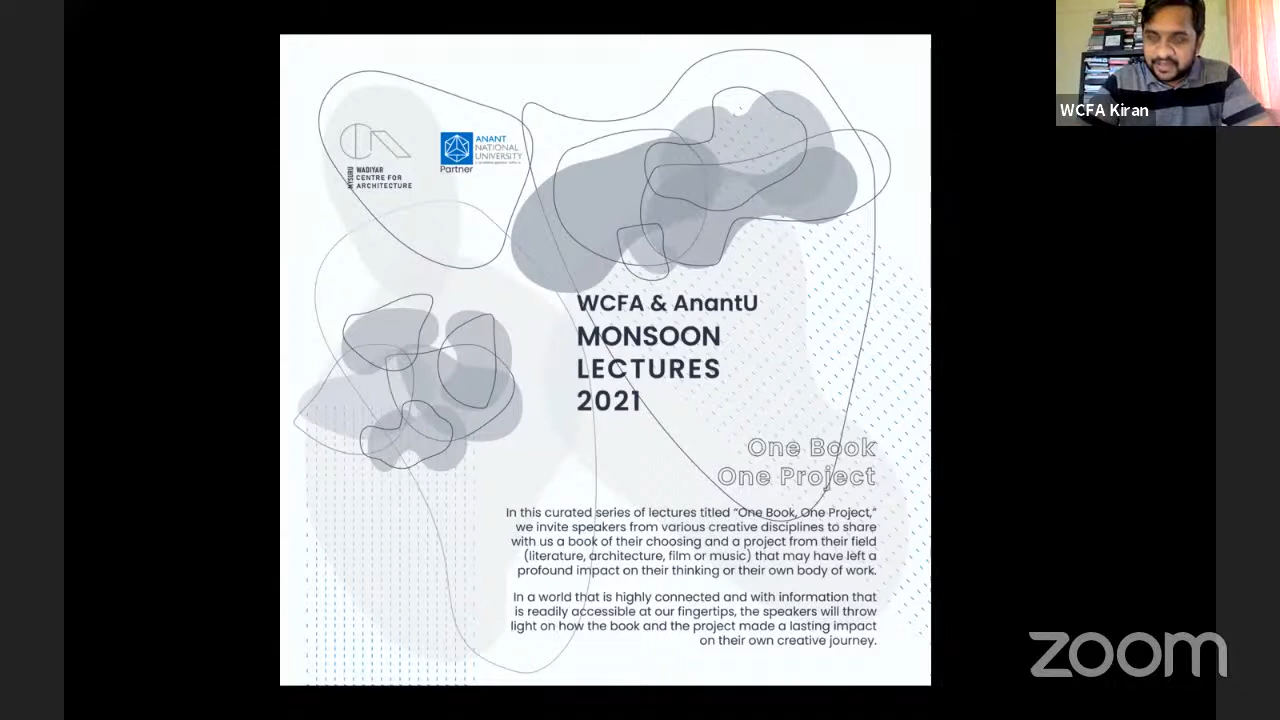 WCFA Kiran
MYSURU
WADIYAR
CENTRE FOR
ARCHITECTURE
ANANT
NATIONAL
UNIVERSITY
Partner
WCFA & AnantU
MONSOON
LECTURES
2021
One Book
One Project
In this curated series of lectures titled “One Book, One Project,”
we invite speakers from various creative disciplines to share
with us a book of their choosing and a project from their field
(literature, architecture, film or music) that may have left a
profound impact on their thinking or their own body of work.
In a world that is highly connected and with information that
is readily accessible at our fingertips, the speakers will throw
light on how the book and the project made a lasting impact
on their own creative journey.
zoom